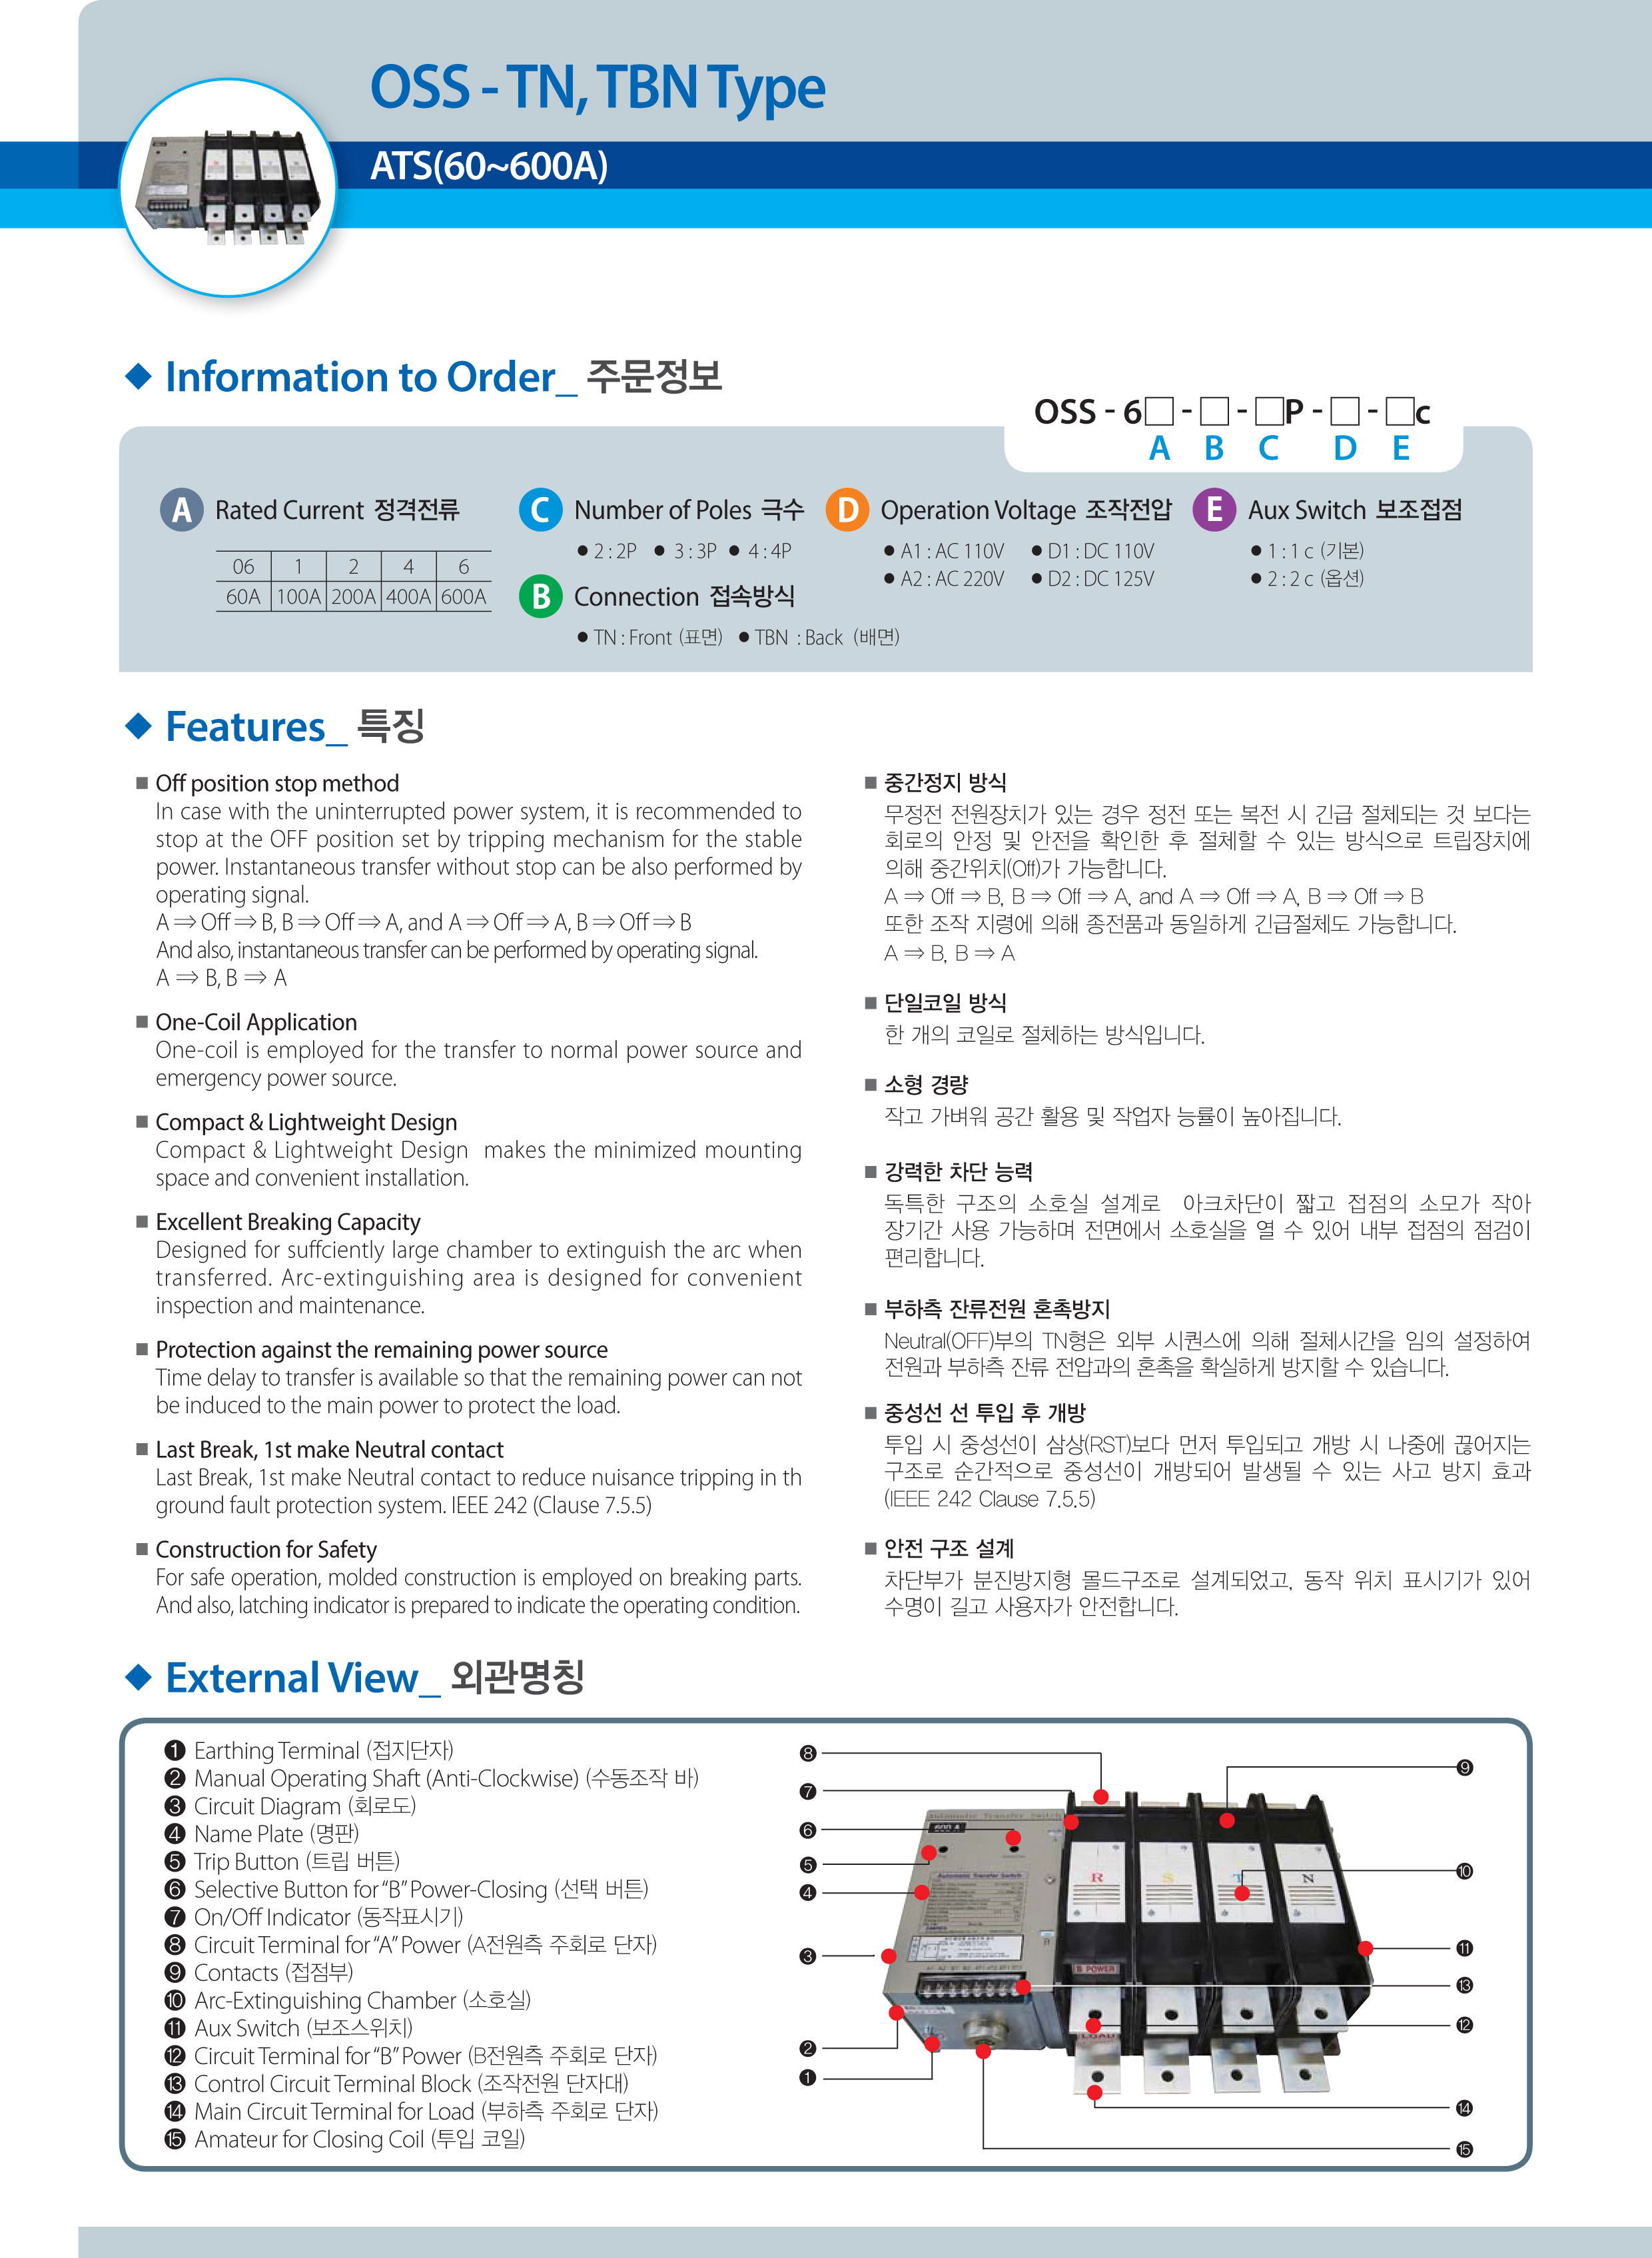 OSS - TN, TBN Type
ATS(60~600A)
◆ Information to Order_ 주문정보
OSS - 6□ - □ - □P - □ - □c
A B C D E
A Rated Current 정격전류
06 1 2 4 6
60A 100A 200A 400A 600A
C Number of Poles 극수
● 2 : 2P ● 3 : 3P ● 4 : 4P
B Connection 접속방식
● TN : Front (표면) ● TBN : Back (배면)
D Operation Voltage 조작전압
● A1 : AC 110V ● D1 : DC 110V
● A2 : AC 220V ● D2 : DC 125V
E Aux Switch 보조접점
● 1 : 1 c (기본)
● 2 : 2 c (옵션)
◆ Features_ 특징
■ Off position stop method
In case with the uninterrupted power system, it is recommended to
stop at the OFF position set by tripping mechanism for the stable
power. Instantaneous transfer without stop can be also performed by
operating signal.
A ⇒ Off ⇒ B, B ⇒ Off ⇒ A, and A ⇒ Off ⇒ A, B ⇒ Off ⇒ B
And also, instantaneous transfer can be performed by operating signal.
A ⇒ B, B ⇒ A
■ One-Coil Application
One-coil is employed for the transfer to normal power source and
emergency power source.
■ Compact & Lightweight Design
Compact & Lightweight Design makes the minimized mounting
space and convenient installation.
■ Excellent Breaking Capacity
Designed for suffciently large chamber to extinguish the arc when
transferred. Arc-extinguishing area is designed for convenient
inspection and maintenance.
■ Protection against the remaining power source
Time delay to transfer is available so that the remaining power can not
be induced to the main power to protect the load.
■ Last Break, 1st make Neutral contact
Last Break, 1st make Neutral contact to reduce nuisance tripping in th
ground fault protection system. IEEE 242 (Clause 7.5.5)
■ Construction for Safety
For safe operation, molded construction is employed on breaking parts.
And also, latching indicator is prepared to indicate the operating condition.
■ 중간정지 방식
무정전 전원장치가 있는 경우 정전 또는 복전 시 긴급 절체되는 것 보다는
회로의 안정 및 안전을 확인한 후 절체할 수 있는 방식으로 트립장치에
의해 중간위치(Off)가 가능합니다.
A ⇒ Off ⇒ B, B ⇒ Off ⇒ A, and A ⇒ Off ⇒ A, B ⇒ Off ⇒ B
또한 조작 지령에 의해 종전품과 동일하게 긴급절체도 가능합니다.
A ⇒ B, B ⇒ A
■ 단일코일 방식
한 개의 코일로 절체하는 방식입니다.
■ 소형 경량
작고 가벼워 공간 활용 및 작업자 능률이 높아집니다.
■ 강력한 차단 능력
독특한 구조의 소호실 설계로 아크차단이 짧고 접점의 소모가 작아
장기간 사용 가능하며 전면에서 소호실을 열 수 있어 내부 접점의 점검이
편리합니다.
■ 부하측 잔류전원 혼촉방지
Neutral(OFF)부의 TN형은 외부 시퀀스에 의해 절체시간을 임의 설정하여
전원과 부하측 잔류 전압과의 혼촉을 확실하게 방지할 수 있습니다.
■ 중성선 선 투입 후 개방
투입 시 중성선이 삼상(RST)보다 먼저 투입되고 개방 시 나중에 끊어지는
구조로 순간적으로 중성선이 개방되어 발생될 수 있는 사고 방지 효과
(IEEE 242 Clause 7.5.5)
■ 안전 구조 설계
차단부가 분진방지형 몰드구조로 설계되었고, 동작 위치 표시기가 있어
수명이 길고 사용자가 안전합니다.
◆ External View_ 외관명칭
❶ Earthing Terminal (접지단자)
❷ Manual Operating Shaft (Anti-Clockwise) (수동조작 바)
❸ Circuit Diagram (회로도)
❹ Name Plate (명판)
❺ Trip Button (트립 버튼)
❻ Selective Button for “B” Power-Closing (선택 버튼)
❼ On/Off Indicator (동작표시기)
❽ Circuit Terminal for “A” Power (A전원측 주회로 단자)
❾ Contacts (접점부)
❿ Arc-Extinguishing Chamber (소호실)
⓫ Aux Switch (보조스위치)
⓬ Circuit Terminal for “B” Power (B전원측 주회로 단자)
⓭ Control Circuit Terminal Block (조작전원 단자대)
⓮ Main Circuit Terminal for Load (부하측 주회로 단자)
⓯ Amateur for Closing Coil (투입 코일)
❽
❼
❻
❺
❹
❸
❷
❶
❾
❿
⓫
⓭
⓬
⓮
⓯
Automatic Transfer Switch
600 A
Automatic Transfer Switch
R S T N
B POWER
LOAD